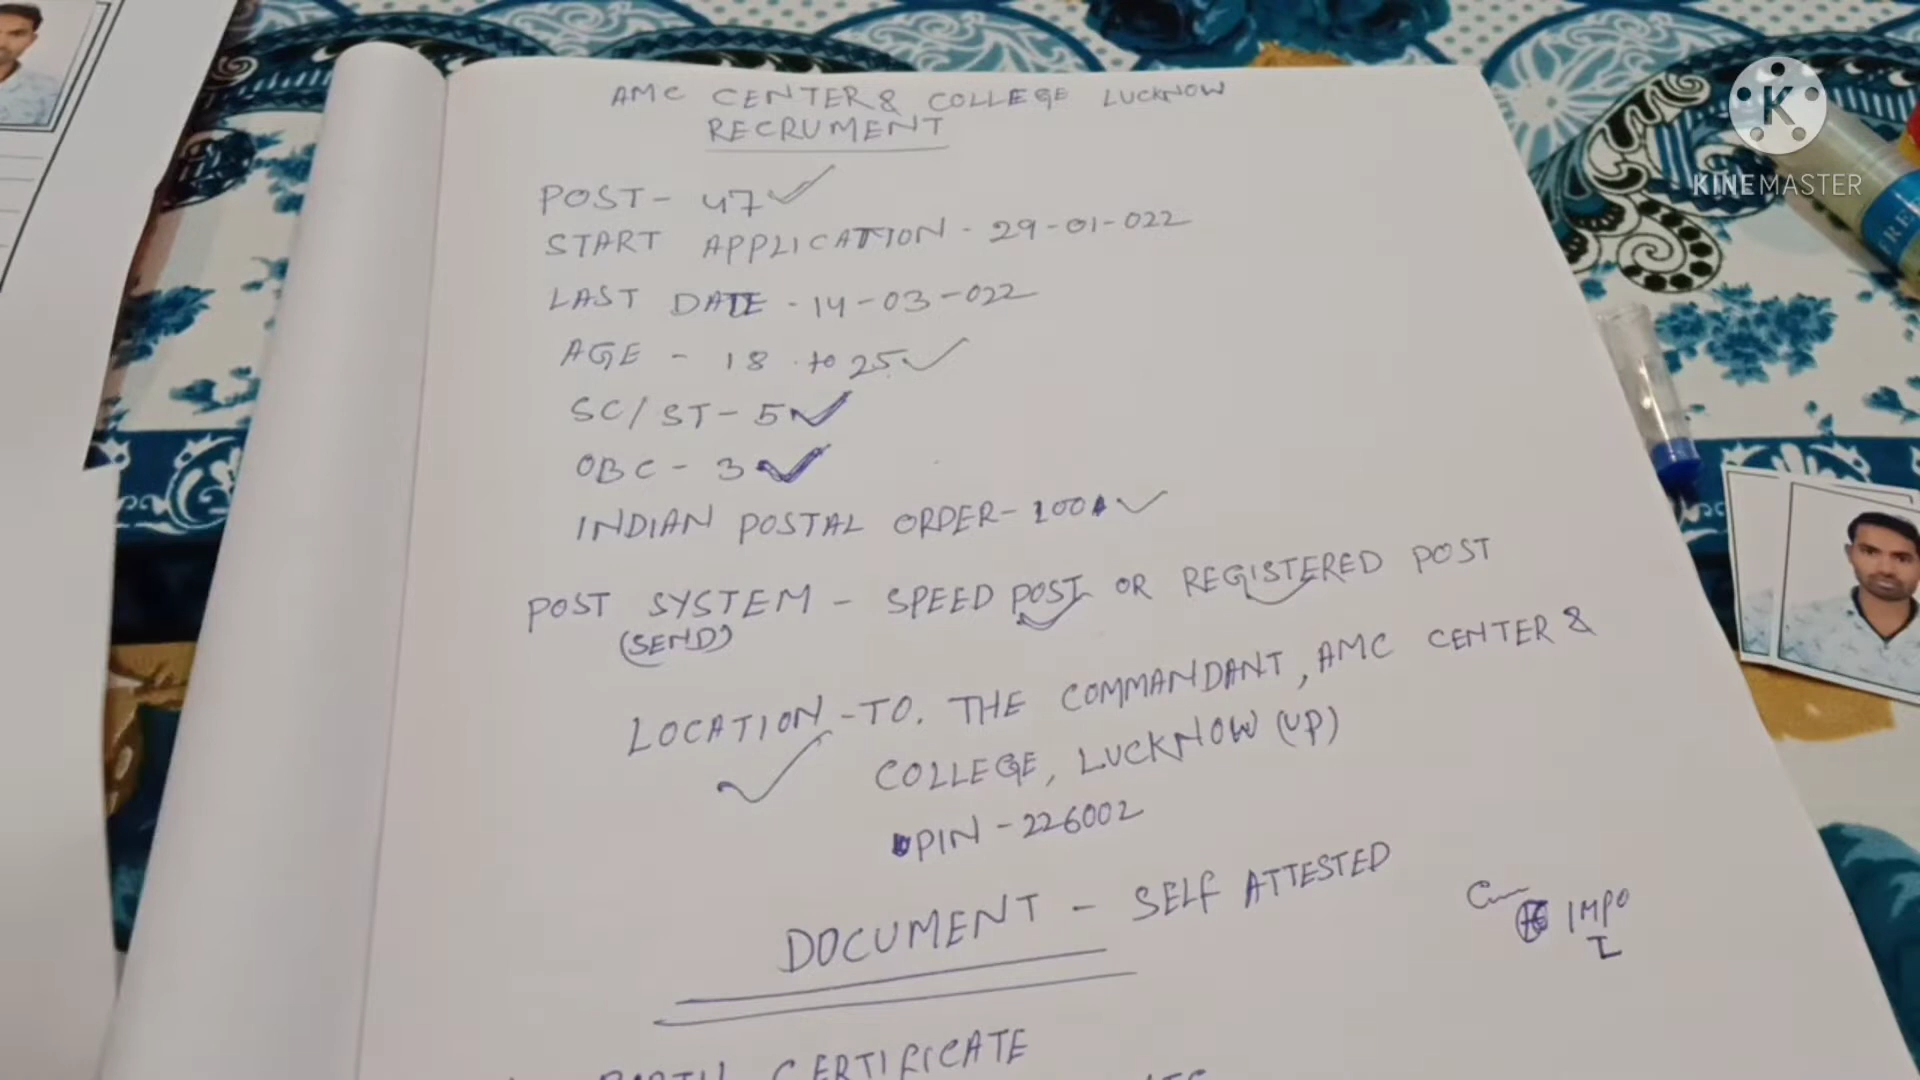 AMC CENTER & COLLEGE LUCKNOW
RECRUMENT
POST - 47
START APPLICATION - 29-01-022
LAST DATE - 14-03-022
AGE - 18 to 25
SC/ ST - 5
OBC - 3
INDIAN POSTAL ORDER - 100
POST SYSTEM - SPEED POST OR REGISTERED POST
(SEND)
LOCATION - TO. THE COMMANDANT, AMC CENTER &
COLLEGE, LUCKNOW (UP)
PIN - 226002
DOCUMENT - SELF ATTESTED
IMPO
I
CERTIFICATE
K
KINEMASTER